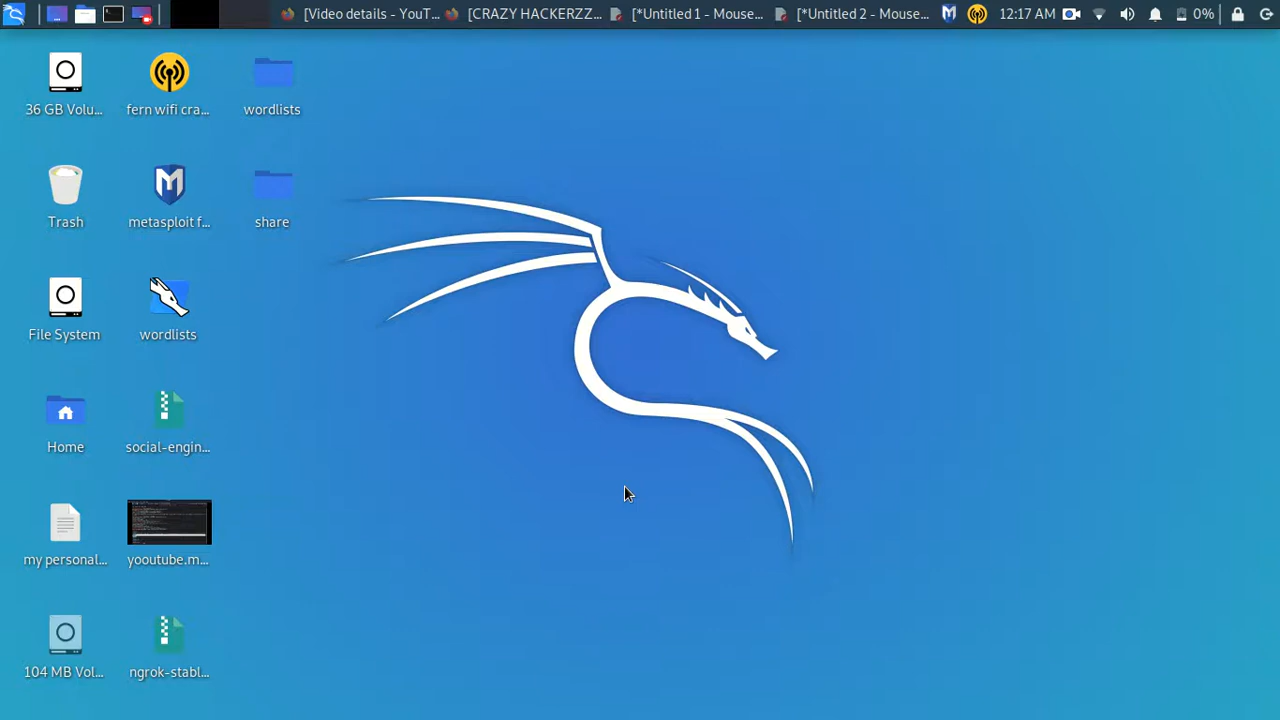 [Video details - YouT...
[CRAZY HACKERZZ...
[*Untitled 1 - Mouse...
[*Untitled 2 - Mouse...
12:17 AM
0%
36 GB Volu...
fern wifi cra...
wordlists
Trash
metasploit f...
share
File System
wordlists
Home
social-engin...
my personal...
yooutube.m...
104 MB Vol...
ngrok-stabl...